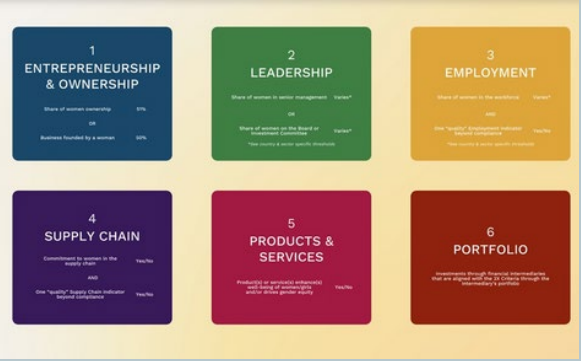 1
ENTREPRENEURSHIP
& OWNERSHIP
Share of women ownership 51%
OR
Business founded by a woman 50%
2
LEADERSHIP
Share of women in senior management Varies*
OR
Share of women on the Board or
Investment Committee Varies*
*See country & sector specific thresholds
3
EMPLOYMENT
Share of women in the workforce Varies*
AND
One "quality" Employment indicator
beyond compliance Yes/No
*See country & sector specific thresholds
4
SUPPLY CHAIN
Commitment to women in the
supply chain Yes/No
AND
One "quality" Supply Chain indicator
beyond compliance Yes/No
5
PRODUCTS &
SERVICES
Product(s) or service(s) enhance(s)
well-being of women/girls
and/or drives gender equity Yes/No
6
PORTFOLIO
Investments through financial intermediaries
that are aligned with the 2X Criteria through the
intermediary's portfolio